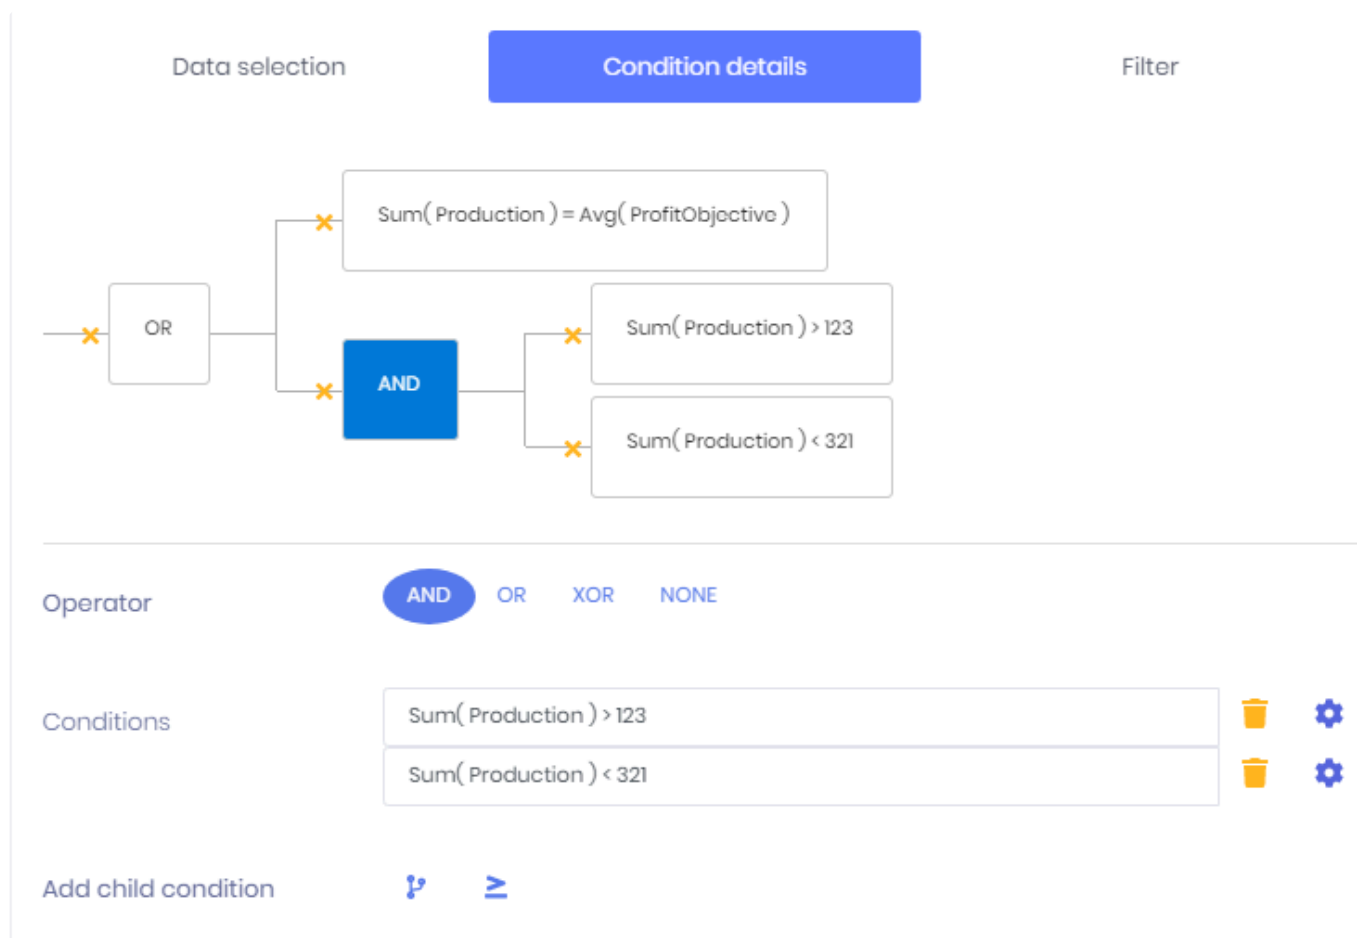 Data selection
Condition details
Filter
Sum( Production ) = Avg( ProfitObjective )
OR
Sum( Production ) > 123
AND
Sum( Production ) < 321
Operator
AND
OR
XOR
NONE
Conditions
Sum( Production ) > 123
Sum( Production ) < 321
Add child condition